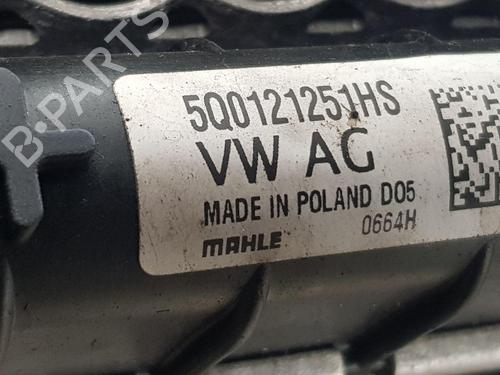 5Q0121251HS
VW AG
MADE IN POLAND D05
MAHLE 0664H
B-PARTS